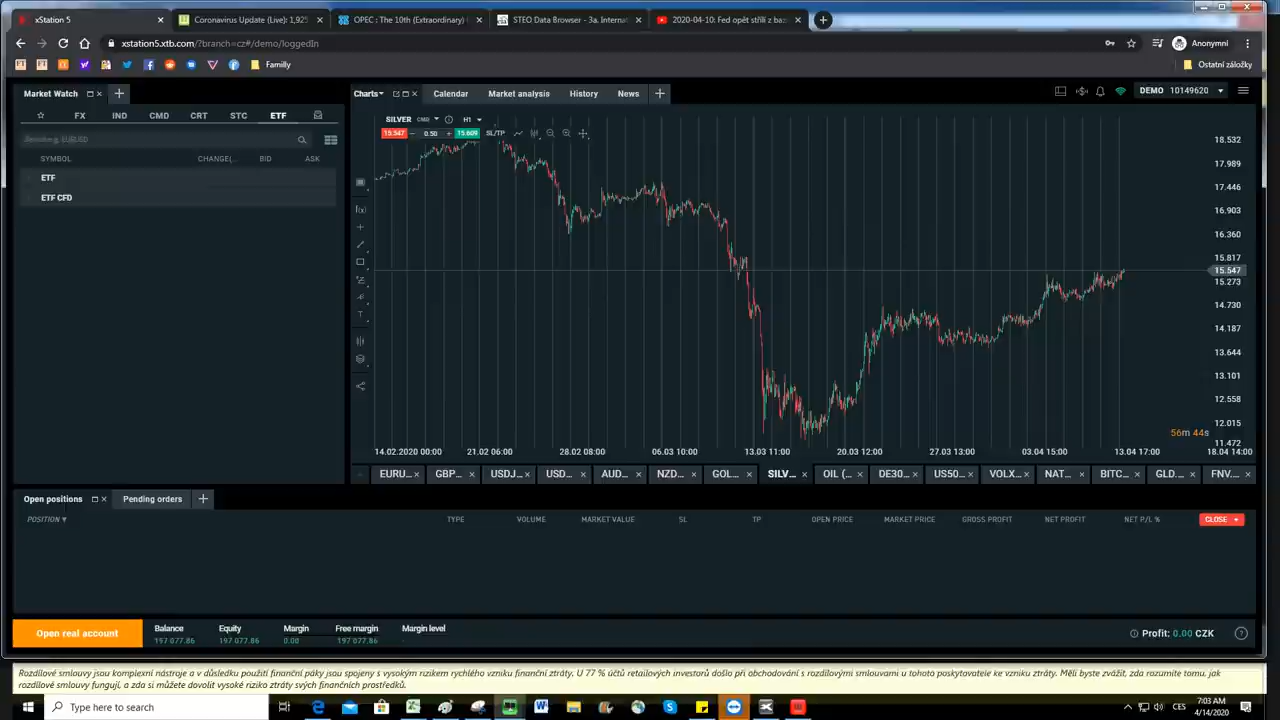 xStation 5
Coronavirus Update (Live): 1,925
OPEC : The 10th (Extraordinary)
STEO Data Browser - 3a. Internat
2020-04-10: Fed opět střílí z baz
xstation5.xtb.com/?branch=cz#/demo/loggedIn
Anonymní
Familly
Ostatní záložky
Market Watch
Charts
Calendar
Market analysis
History
News
DEMO 10149620
FX IND CMD CRT STC ETF
SYMBOL CHANGE(... BID ASK
ETF
ETF CFD
SILVER CMD H1
15.547 0.50 15.609 SL/TP
18.532
17.989
17.446
16.903
16.360
15.817
15.547
15.273
14.730
14.187
13.644
13.101
12.558
12.015
11.472
56m 44s
14.02.2020 00:00 21.02 06:00 28.02 08:00 06.03 10:00 13.03 11:00 20.03 12:00 27.03 13:00 03.04 15:00 13.04 17:00 18.04 14:00
EURU... GBP... USDJ... USD... AUD... NZD... GOL... SILV... OIL (... DE30... US50... VOLX... NAT... BITC... GLD.... FNV...
Open positions
Pending orders
POSITION TYPE VOLUME MARKET VALUE SL TP OPEN PRICE MARKET PRICE GROSS PROFIT NET PROFIT NET P/L % CLOSE
Open real account
Balance Equity Margin Free margin Margin level
197 077.86 197 077.86 0.00 197 077.86
Profit: 0.00 CZK
Rozdílové smlouvy jsou komplexní nástroje a v důsledku použití finanční páky jsou spojeny s vysokým rizikem rychlého vzniku finanční ztráty. U 77 % účtů retailových investorů došlo při obchodování s rozdílovými smlouvami u tohoto poskytovatele ke vzniku ztráty. Měli byste zvážit, zda rozumíte tomu, jak
rozdílové smlouvy fungují, a zda si můžete dovolit vysoké riziko ztráty svých finančních prostředků.
Type here to search
CES
7:03 AM
4/14/2020